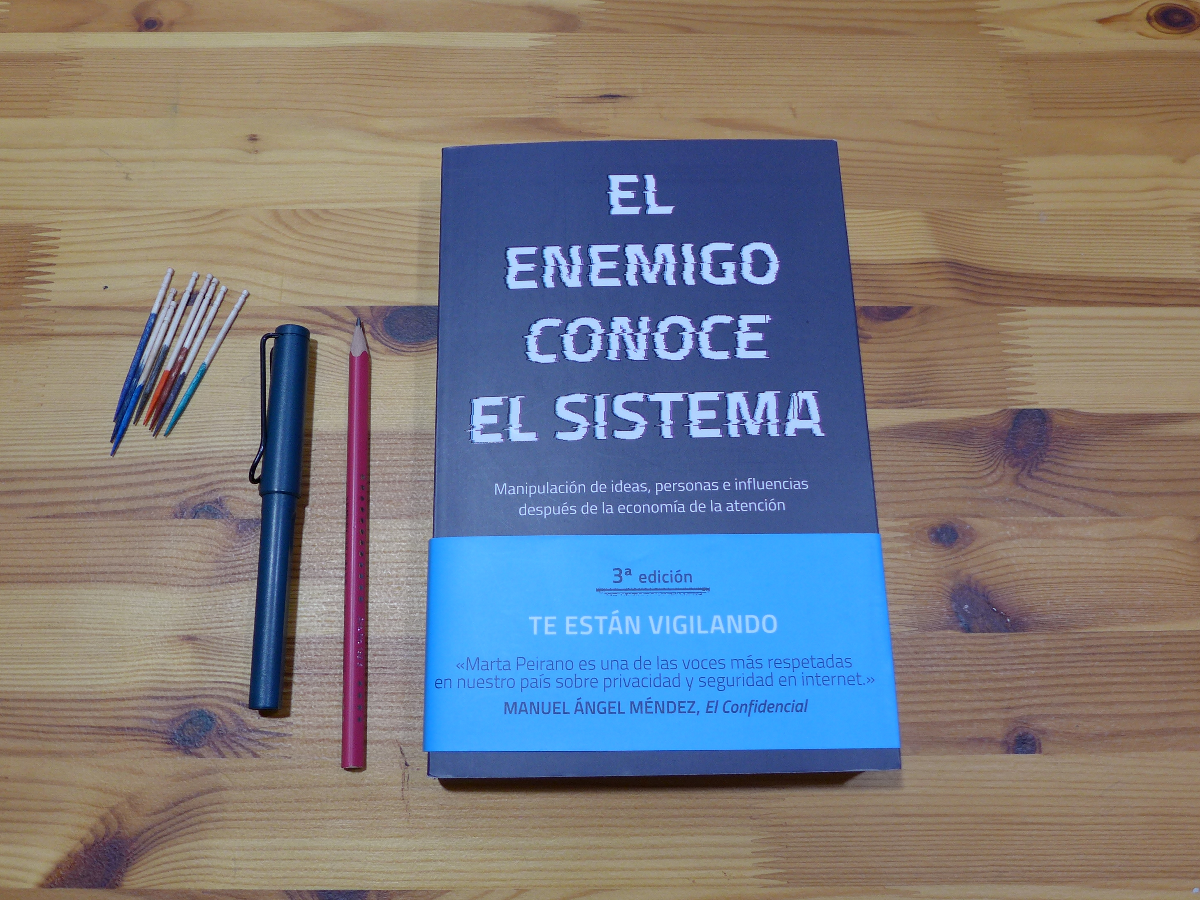 EL
ENEMIGO
CONOCE
EL SISTEMA
Manipulación de ideas, personas e influencias
después de la economía de la atención
3ª edición
TE ESTÁN VIGILANDO
«Marta Peirano es una de las voces más respetadas
en nuestro país sobre privacidad y seguridad en internet.»
MANUEL ÁNGEL MÉNDEZ, El Confidencial